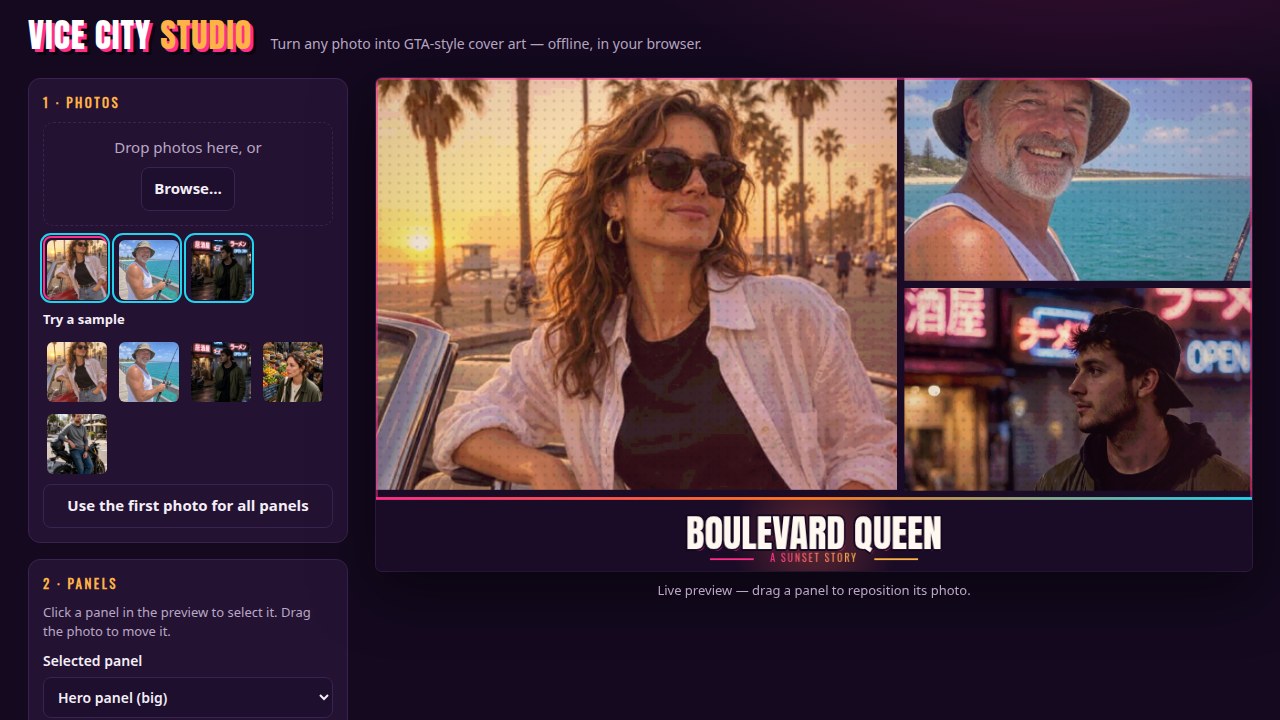 VICE CITY STUDIO
Turn any photo into GTA-style cover art — offline, in your browser.
1 · PHOTOS
Drop photos here, or
Browse...
Try a sample
Use the first photo for all panels
2 · PANELS
Click a panel in the preview to select it. Drag
the photo to move it.
Selected panel
Hero panel (big)
酒屋
ラーメ
ラーメ
OPEN
BOULEVARD QUEEN
A SUNSET STORY
Live preview — drag a panel to reposition its photo.